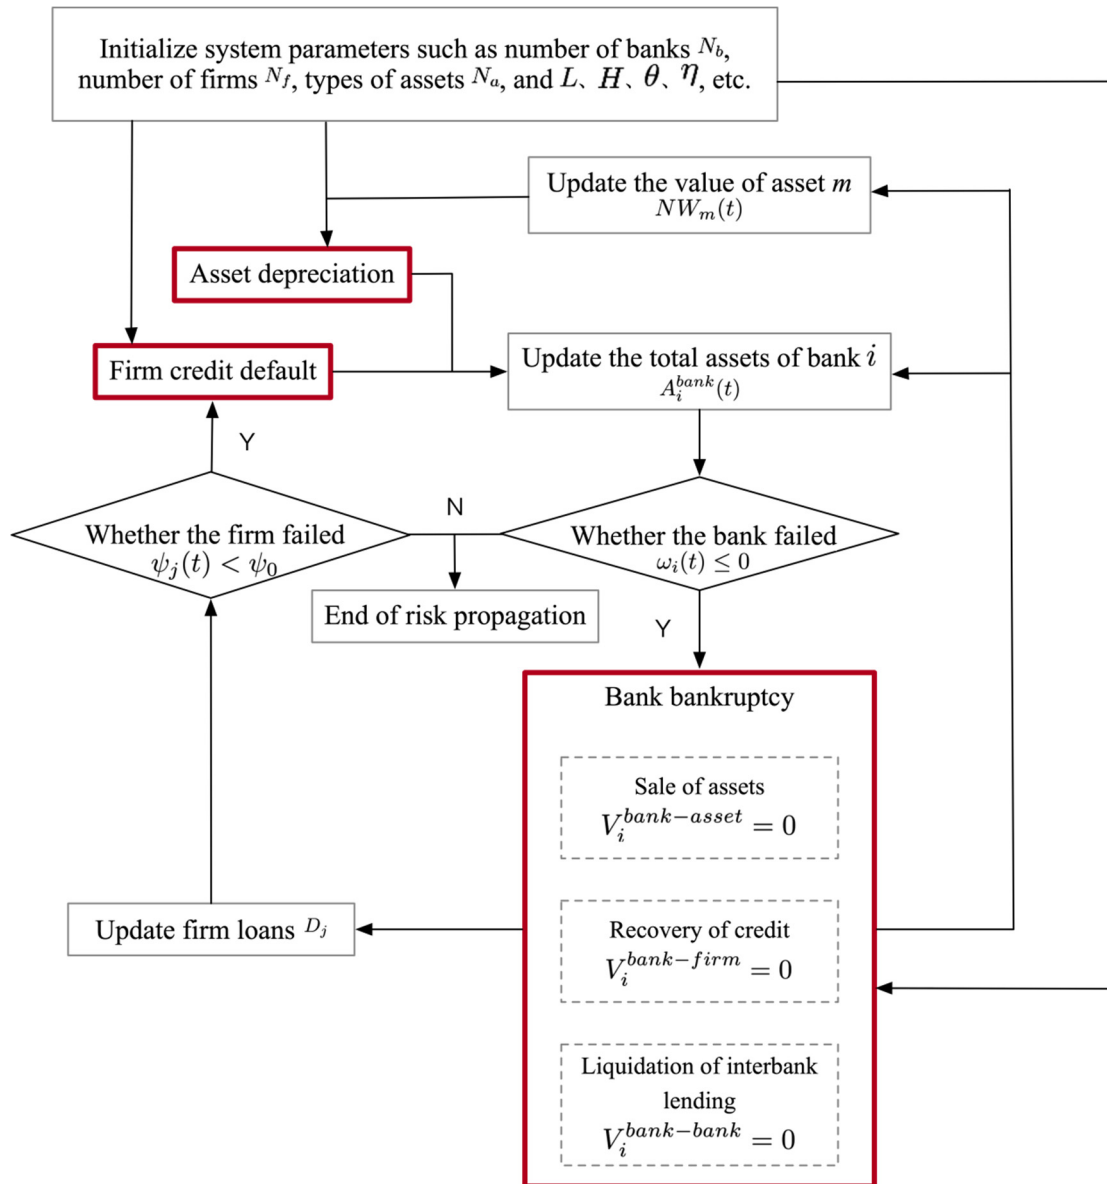 Initialize system parameters such as number of banks N_b,
number of firms N_f, types of assets N_a, and L、H、θ、η, etc.
Update the value of asset m
NW_m(t)
Asset depreciation
Firm credit default
Update the total assets of bank i
A_i^{bank}(t)
Y
N
Whether the firm failed
ψ_j(t) < ψ_0
Whether the bank failed
ω_i(t) ≤ 0
End of risk propagation
Y
Bank bankruptcy
Sale of assets
V_i^{bank-asset} = 0
Update firm loans D_j
Recovery of credit
V_i^{bank-firm} = 0
Liquidation of interbank
lending
V_i^{bank-bank} = 0